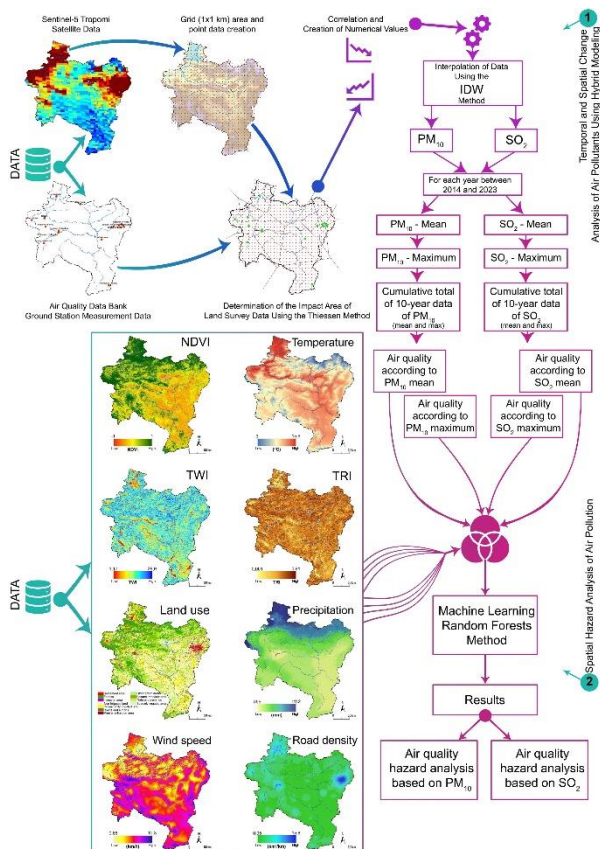 Sentinel-5 Tropomi
Satellite Data
Grid (1x1 km) area and
point data creation
Correlation and
Creation of Numerical Values
1
Temporal and Spatial Change
Analysis of Air Pollutants Using Hybrid Modeling
DATA
Interpolation of Data
Using the
IDW
Method
PM10
SO2
For each year between
2014 and 2023
PM10 - Mean
SO2 - Mean
PM10 - Maximum
SO2 - Maximum
Cumulative total
of 10-year data
of PM10
(mean and max)
Cumulative total
of 10-year data
of SO2
(mean and max)
Air quality
according to
PM10 mean
Air quality
according to
SO2 mean
Air quality
according to
PM10 maximum
Air quality
according to
SO2 maximum
Air Quality Data Bank
Ground Station Measurement Data
Determination of the Impact Area of
Land Survey Data Using the Thiessen Method
NDVI
NDVI
Temperature
(°C)
TWI
TWI
TRI
TRI
DATA
Land use
Precipitation
(mm)
Wind speed
(km/h)
Road density
(km/km)
Machine Learning
Random Forests
Method
Results
Air quality
hazard analysis
based on PM10
Air quality
hazard analysis
based on SO2
2
Spatial Hazard Analysis of Air Pollution